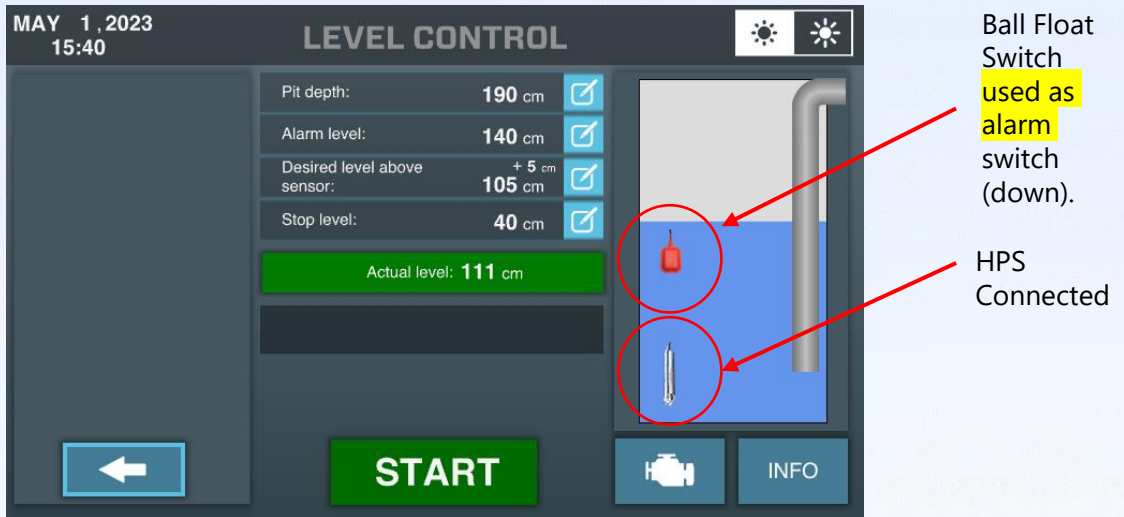 MAY 1,2023
15:40
LEVEL CONTROL
Pit depth: 190 cm
Alarm level: 140 cm
Desired level above + 5 cm
sensor: 105 cm
Stop level: 40 cm
Actual level: 111 cm
START
INFO
Ball Float
Switch
used as
alarm
switch
(down).
HPS
Connected